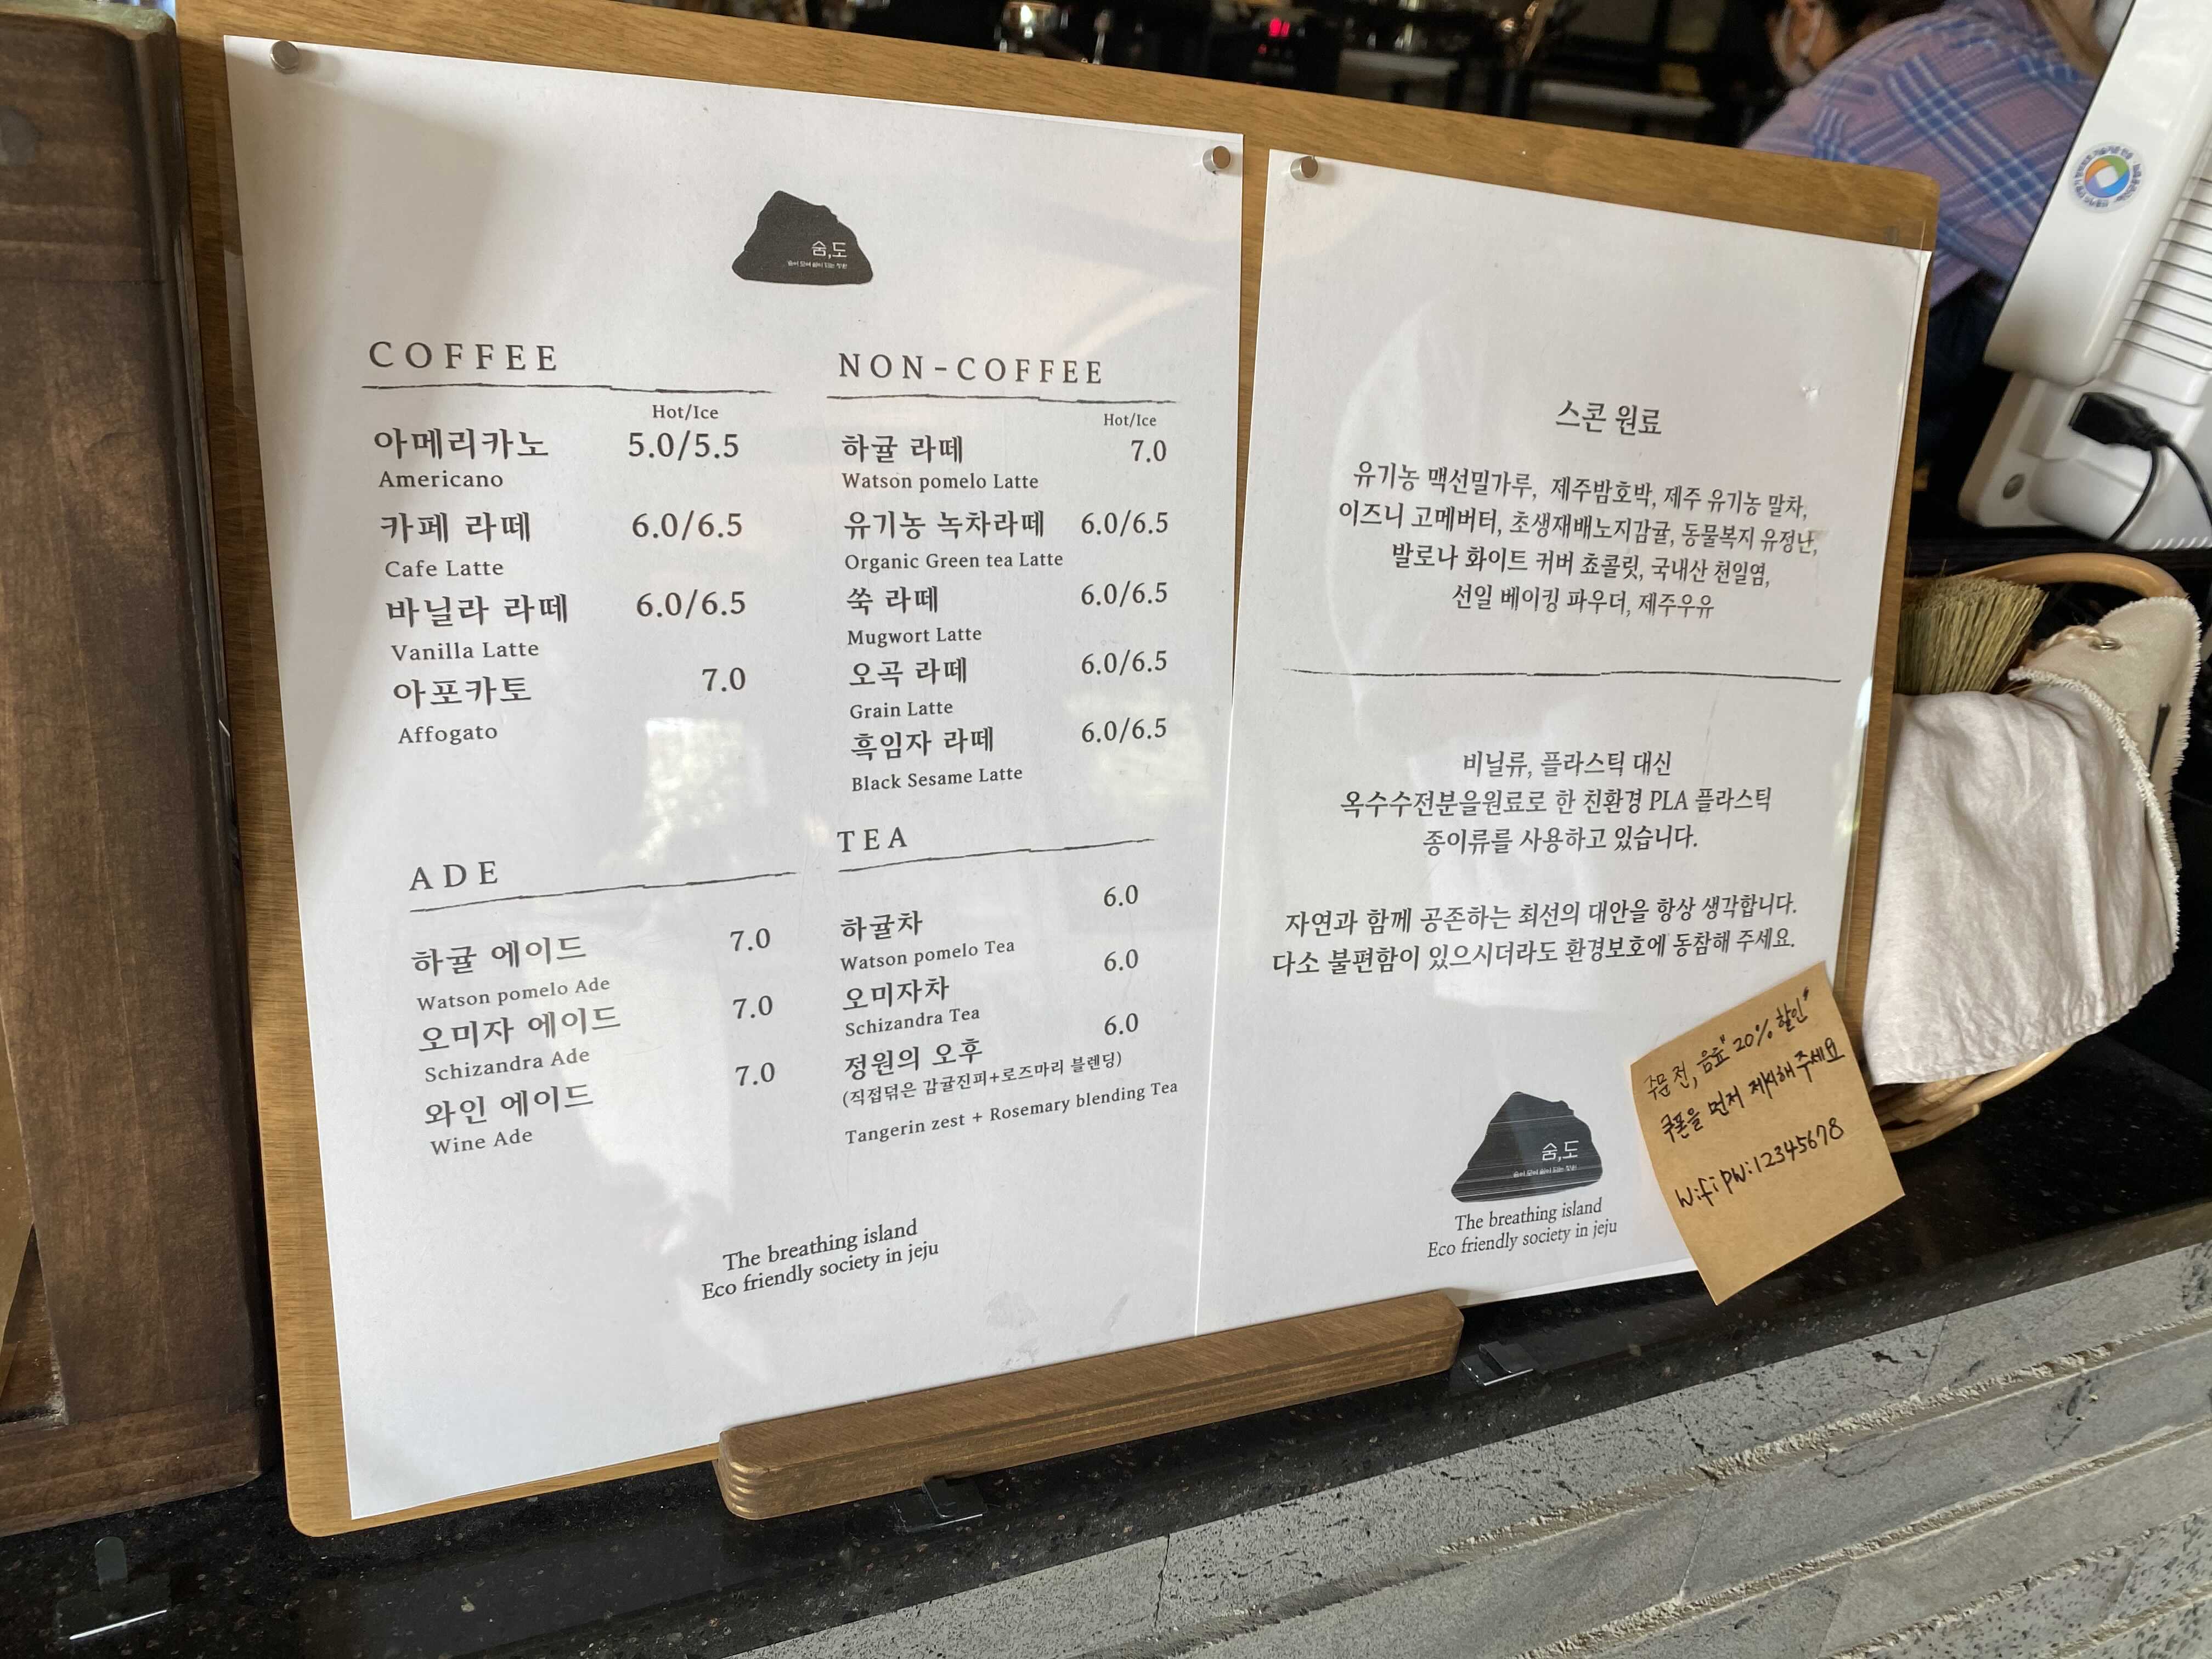 숨,도
COFFEE
Hot/Ice
아메리카노 5.0/5.5
Americano
카페 라떼 6.0/6.5
Cafe Latte
바닐라 라떼 6.0/6.5
Vanilla Latte
아포카토 7.0
Affogato
NON-COFFEE
Hot/Ice
하귤 라떼 7.0
Watson pomelo Latte
유기농 녹차라떼 6.0/6.5
Organic Green tea Latte
쑥 라떼 6.0/6.5
Mugwort Latte
오곡 라떼 6.0/6.5
Grain Latte
흑임자 라떼 6.0/6.5
Black Sesame Latte
ADE
하귤 에이드 7.0
Watson pomelo Ade
오미자 에이드 7.0
Schizandra Ade
와인 에이드 7.0
Wine Ade
TEA
하귤차 6.0
Watson pomelo Tea
오미자차 6.0
Schizandra Tea
정원의 오후 6.0
(직접덖은 감귤진피+로즈마리 블렌딩)
Tangerin zest + Rosemary blending Tea
The breathing island
Eco friendly society in jeju
스콘 원료
유기농 맥선밀가루, 제주밤호박, 제주 유기농 말차,
이즈니 고메버터, 초생재배노지감귤, 동물복지 유정난,
발로나 화이트 커버 쵸콜릿, 국내산 천일염,
선일 베이킹 파우더, 제주우유
비닐류, 플라스틱 대신
옥수수전분을원료로 한 친환경 PLA 플라스틱
종이류를 사용하고 있습니다.
자연과 함께 공존하는 최선의 대안을 항상 생각합니다.
다소 불편함이 있으시더라도 환경보호에 동참해 주세요.
숨,도
The breathing island
Eco friendly society in jeju
주문 전, 음료 "20% 할인"
쿠폰을 먼저 제시해 주세요
Wifi pw:12345678